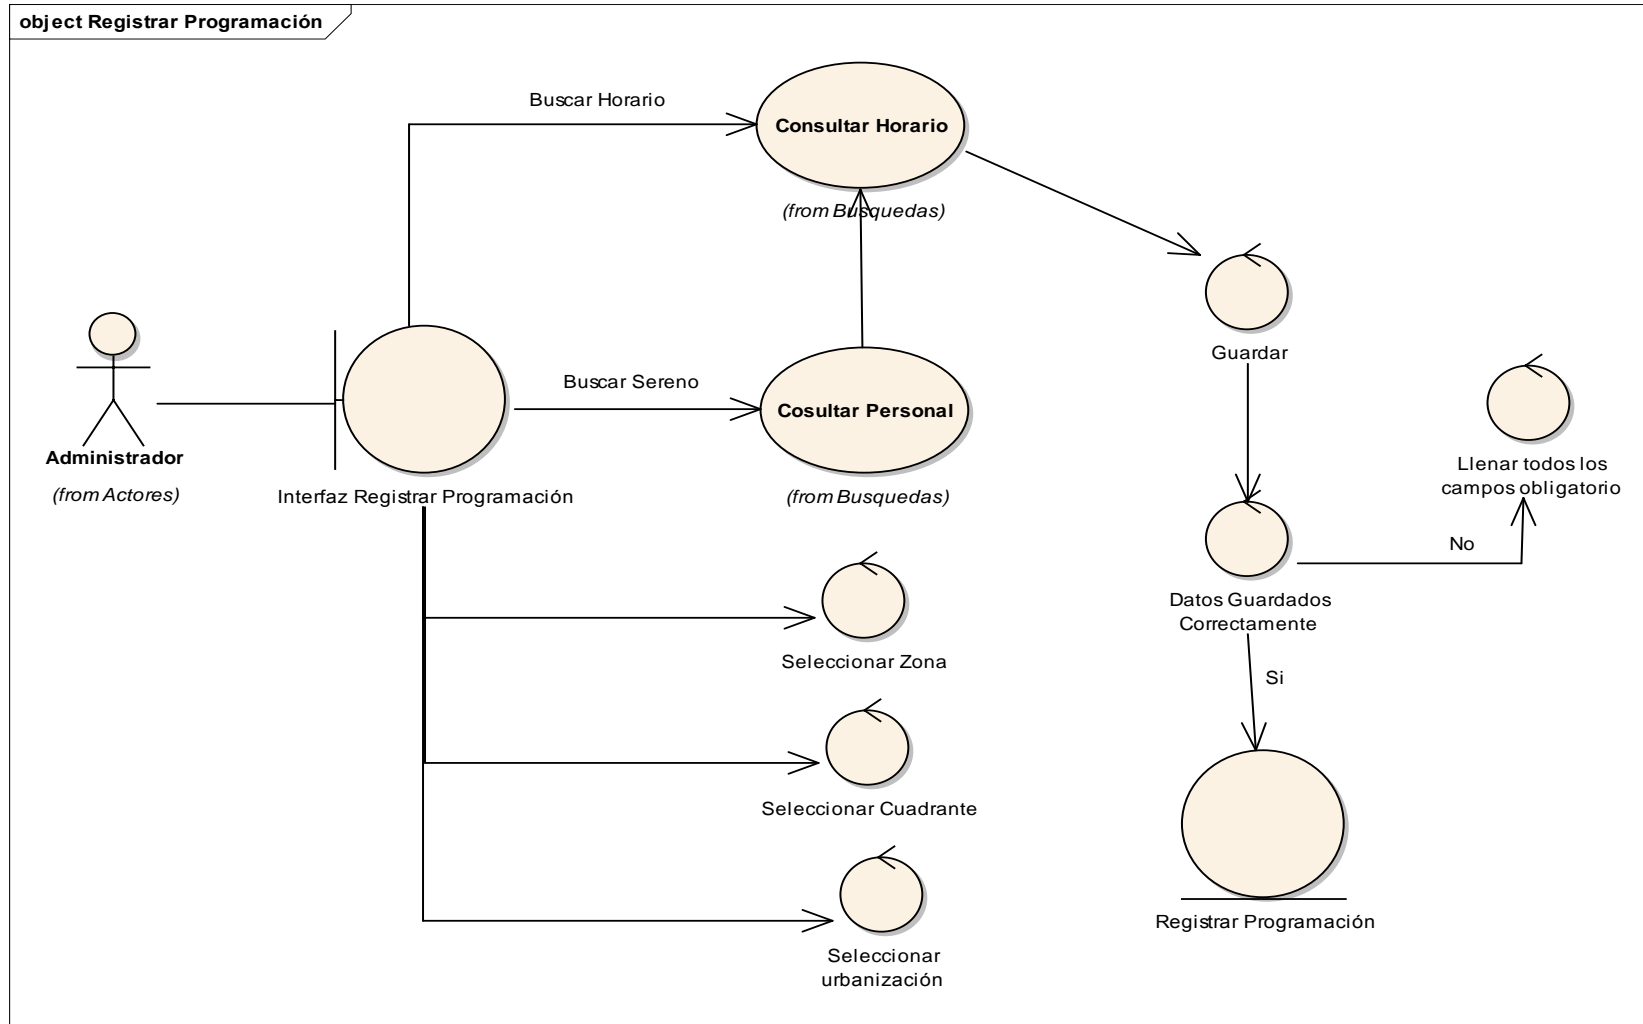 object Registrar Programación
Buscar Horario
Consultar Horario
(from Busquedas)
Buscar Sereno
Cosultar Personal
(from Busquedas)
Administrador
(from Actores)
Interfaz Registrar Programación
Guardar
Llenar todos los
campos obligatorio
No
Datos Guardados
Correctamente
Si
Seleccionar Zona
Seleccionar Cuadrante
Seleccionar
urbanización
Registrar Programación